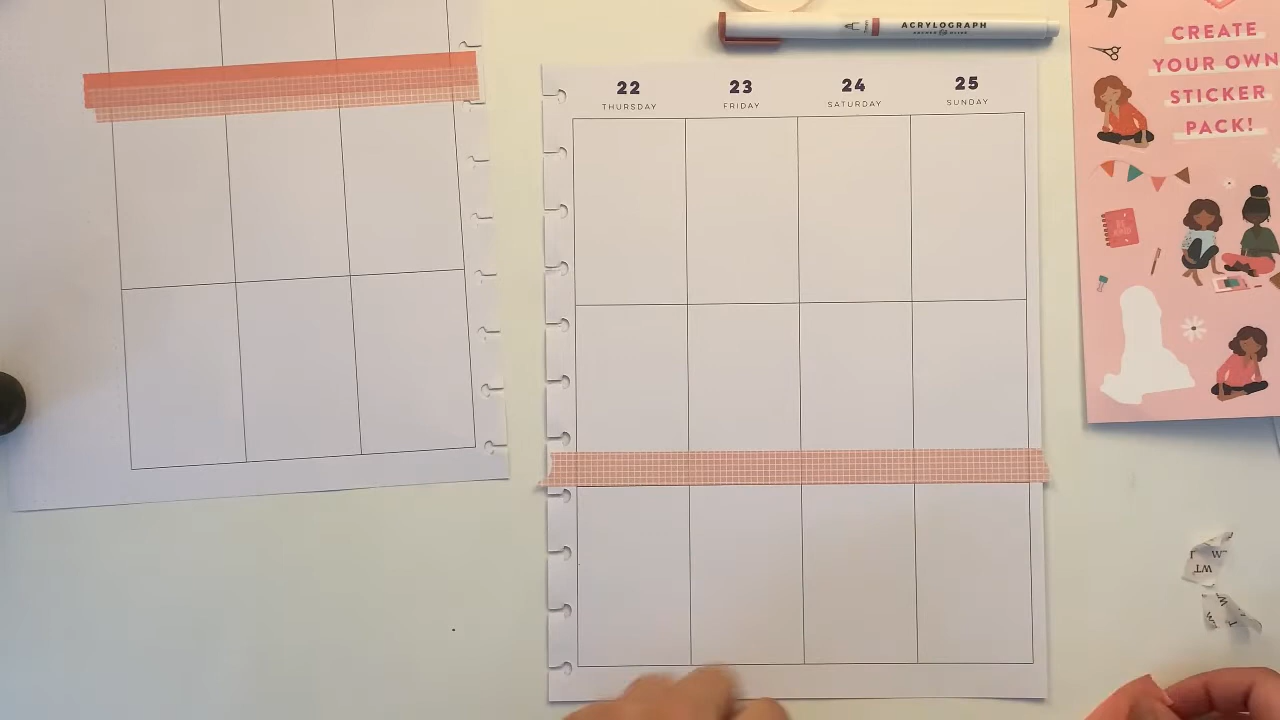 ACRYLOGRAPH
CREATE
YOUR OWN
STICKER
PACK!
22 23 24 25
THURSDAY FRIDAY SATURDAY SUNDAY